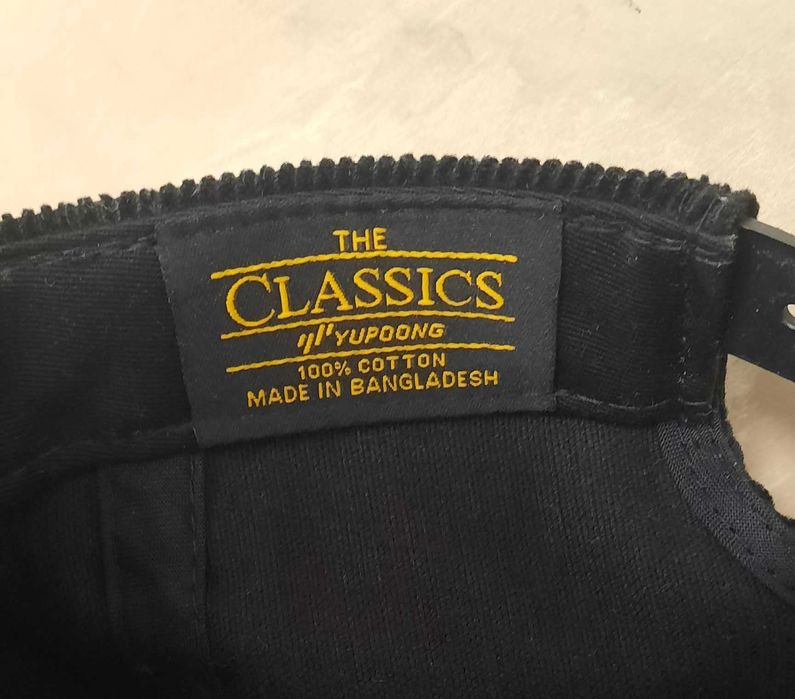 THE
CLASSICS
YUPOONG
100% COTTON
MADE IN BANGLADESH